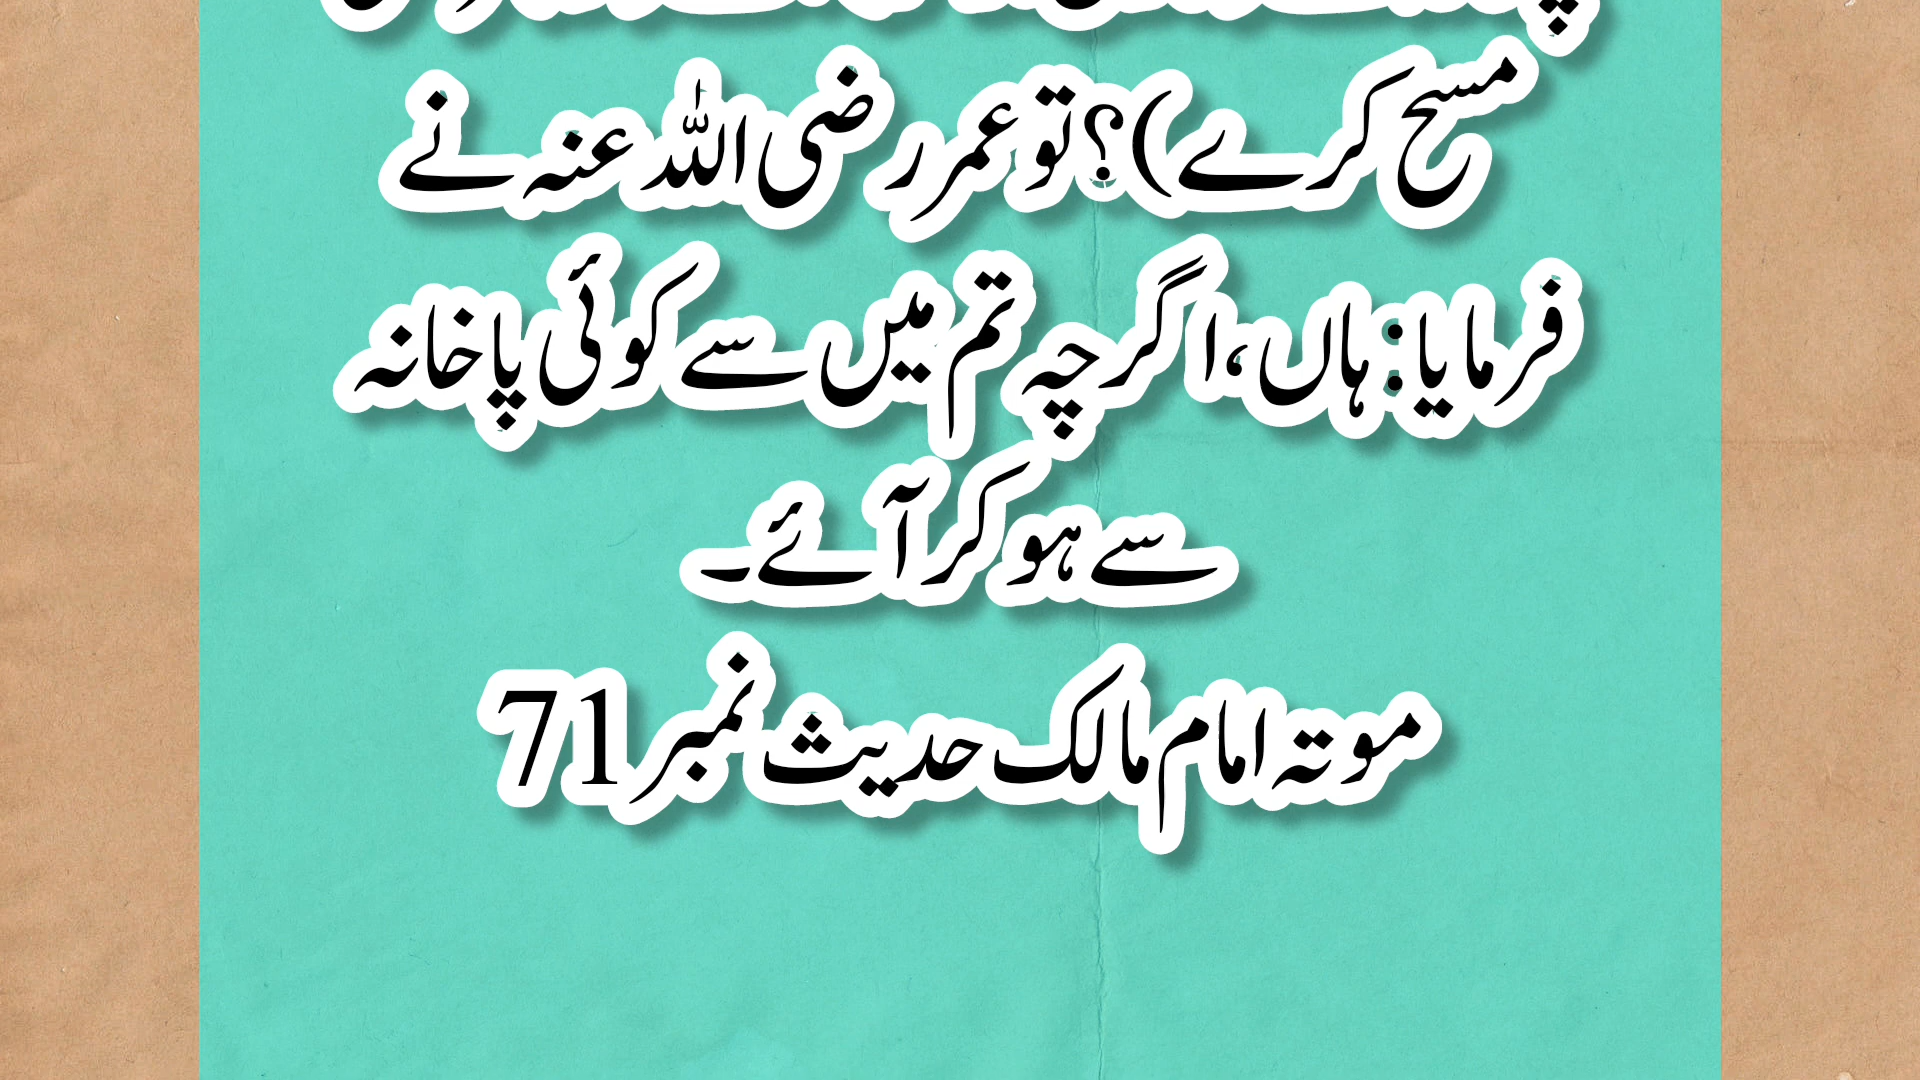 مسح کرے)؟ تو عمر رضی اللہ عنہ نے
فرمایا: ہاں، اگرچہ تم میں سے کوئی پاخانہ
سے ہو کر آئے۔
موتہ امام مالک حدیث نمبر 71